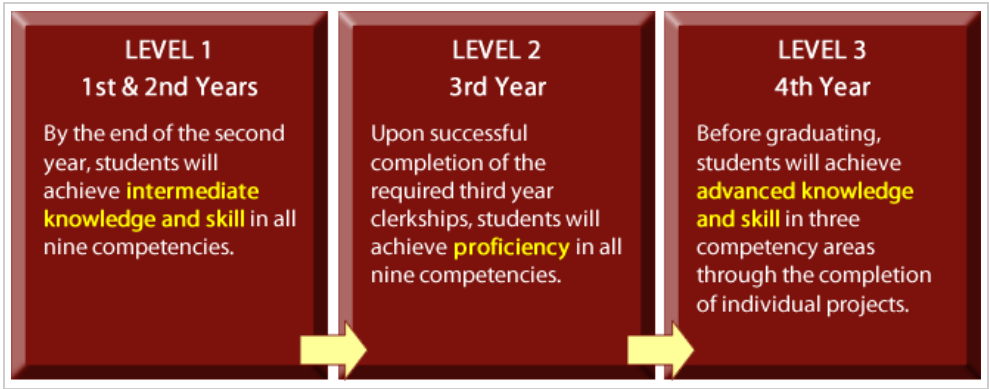 LEVEL 1
1st & 2nd Years
By the end of the second
year, students will
achieve intermediate
knowledge and skill in all
nine competencies.
LEVEL 2
3rd Year
Upon successful
completion of the
required third year
clerkships, students will
achieve proficiency in all
nine competencies.
LEVEL 3
4th Year
Before graduating,
students will achieve
advanced knowledge
and skill in three
competency areas
through the completion
of individual projects.